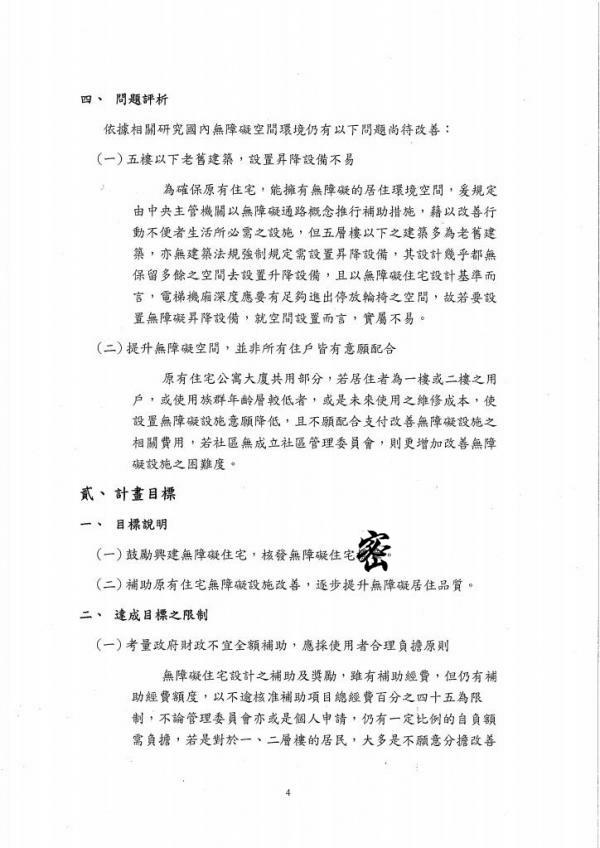 四、 問題評析
依據相關研究國內無障礙空間環境仍有以下問題尚待改善：
(一)五樓以下老舊建築，設置昇降設備不易
為確保原有住宅，能擁有無障礙的居住環境空間，爰規定
由中央主管機關以無障礙通路概念推行補助措施，藉以改善行
動不便者生活所必需之設施，但五層樓以下之建築多為老舊建
築，亦無建築法規強制規定需設置昇降設備，其設計幾乎都無
保留多餘之空間去設置升降設備，且以無障礙住宅設計基準而
言，電梯機廂深度應要有足夠進出停放輪椅之空間，故若要設
置無障礙昇降設備，就空間設置而言，實屬不易。
(二)提升無障礙空間，並非所有住戶皆有意願配合
原有住宅公寓大廈共用部分，若居住者為一樓或二樓之用
戶，或使用族群年齡層較低者，或是未來使用之維修成本，使
設置無障礙設施意願降低，且不願配合支付改善無障礙設施之
相關費用，若社區無成立社區管理委員會，則更增加改善無障
礙設施之困難度。
貳、計畫目標
一、 目標說明
(一)鼓勵興建無障礙住宅，核發無障礙住宅密。
(二)補助原有住宅無障礙設施改善，逐步提升無障礙居住品質。
二、 達成目標之限制
(一)考量政府財政不宜全額補助，應採使用者合理負擔原則
無障礙住宅設計之補助及獎勵，雖有補助經費，但仍有補
助經費額度，以不逾核准補助項目總經費百分之四十五為限
制，不論管理委員會亦或是個人申請，仍有一定比例的自負額
需負擔，若是對於一、二層樓的居民，大多是不願意分擔改善
4